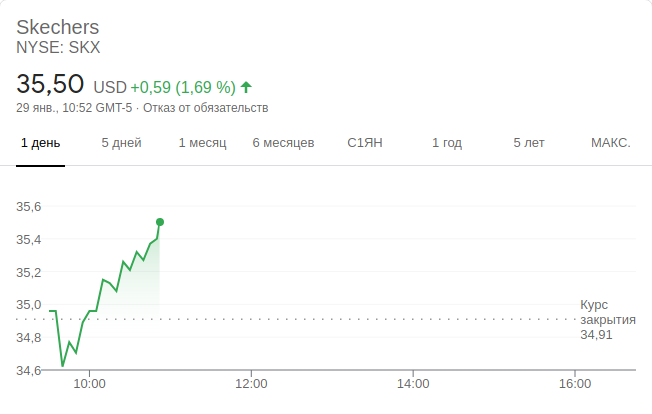 Skechers
NYSE: SKX
35,50 USD +0,59 (1,69 %)
29 янв., 10:52 GMT-5 · Отказ от обязательств
1 день 5 дней 1 месяц 6 месяцев С1ЯН 1 год 5 лет МАКС.
35,6
35,4
35,2
35,0
34,8
34,6
Курс
закрытия
34,91
10:00 12:00 14:00 16:00